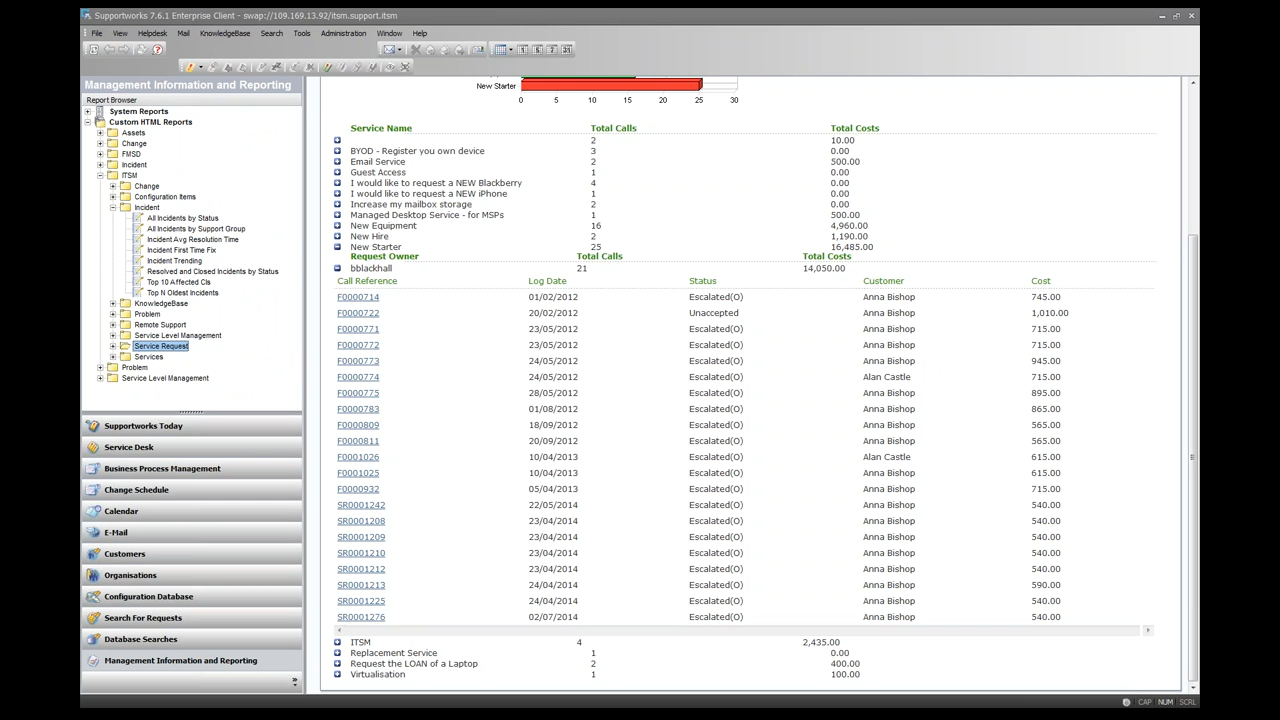 Supportworks 7.6.1 Enterprise Client - swap://109.169.13.92/itsm.support.itsm
File View Helpdesk Mail KnowledgeBase Search Tools Administration Window Help
Management Information and Reporting
Report Browser
System Reports
Custom HTML Reports
Assets
Change
FMSD
Incident
ITSM
Change
Configuration Items
Incident
All Incidents by Status
All Incidents by Support Group
Incident Avg Resolution Time
Incident First Time Fix
Incident Trending
Resolved and Closed Incidents by Status
Top 10 Affected CIs
Top N Oldest Incidents
KnowledgeBase
Problem
Remote Support
Service Level Management
Service Request
Services
Problem
Service Level Management
Supportworks Today
Service Desk
Business Process Management
Change Schedule
Calendar
E-Mail
Customers
Organisations
Configuration Database
Search For Requests
Database Searches
Management Information and Reporting
New Starter
0 5 10 15 20 25 30
Service Name Total Calls Total Costs
2 10.00
BYOD - Register you own device 3 0.00
Email Service 2 500.00
Guest Access 1 0.00
I would like to request a NEW Blackberry 4 0.00
I would like to request a NEW iPhone 1 0.00
Increase my mailbox storage 2 0.00
Managed Desktop Service - for MSPs 1 500.00
New Equipment 16 4,960.00
New Hire 2 1,190.00
New Starter 25 16,485.00
Request Owner Total Calls Total Costs
bblackhall 21 14,050.00
Call Reference Log Date Status Customer Cost
F0000714 01/02/2012 Escalated(O) Anna Bishop 745.00
F0000722 20/02/2012 Unaccepted Anna Bishop 1,010.00
F0000771 23/05/2012 Escalated(O) Anna Bishop 715.00
F0000772 23/05/2012 Escalated(O) Anna Bishop 715.00
F0000773 24/05/2012 Escalated(O) Anna Bishop 945.00
F0000774 24/05/2012 Escalated(O) Alan Castle 715.00
F0000775 28/05/2012 Escalated(O) Anna Bishop 895.00
F0000783 01/08/2012 Escalated(O) Anna Bishop 865.00
F0000809 18/09/2012 Escalated(O) Anna Bishop 565.00
F0000811 20/09/2012 Escalated(O) Anna Bishop 565.00
F0001026 10/04/2013 Escalated(O) Alan Castle 615.00
F0001025 10/04/2013 Escalated(O) Anna Bishop 615.00
F0000932 05/04/2013 Escalated(O) Anna Bishop 715.00
SR0001242 22/05/2014 Escalated(O) Anna Bishop 540.00
SR0001208 23/04/2014 Escalated(O) Anna Bishop 540.00
SR0001209 23/04/2014 Escalated(O) Anna Bishop 540.00
SR0001210 23/04/2014 Escalated(O) Anna Bishop 540.00
SR0001212 23/04/2014 Escalated(O) Anna Bishop 540.00
SR0001213 24/04/2014 Escalated(O) Anna Bishop 590.00
SR0001225 24/04/2014 Escalated(O) Anna Bishop 540.00
SR0001276 02/07/2014 Escalated(O) Anna Bishop 540.00
ITSM 4 2,435.00
Replacement Service 1 0.00
Request the LOAN of a Laptop 2 400.00
Virtualisation 1 100.00
CAP NUM SCRL